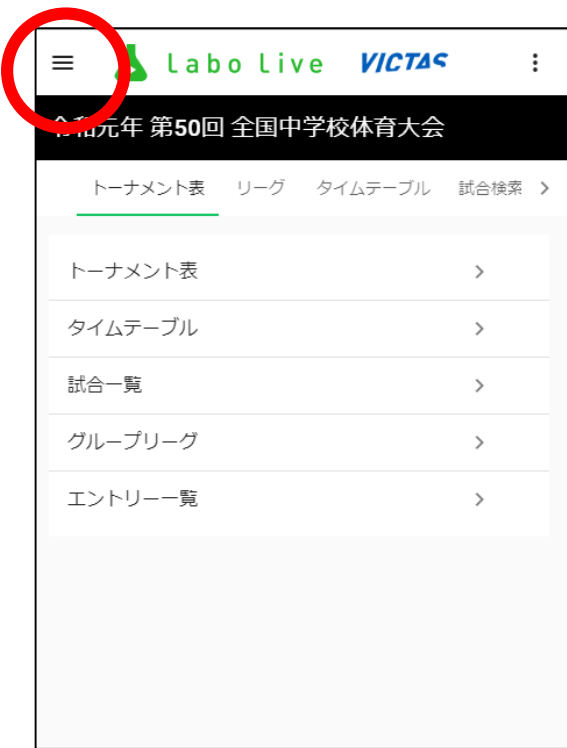 Labo Live VICTAS
令和元年 第50回 全国中学校体育大会
トーナメント表 リーグ タイムテーブル 試合検索
トーナメント表
タイムテーブル
試合一覧
グループリーグ
エントリー一覧